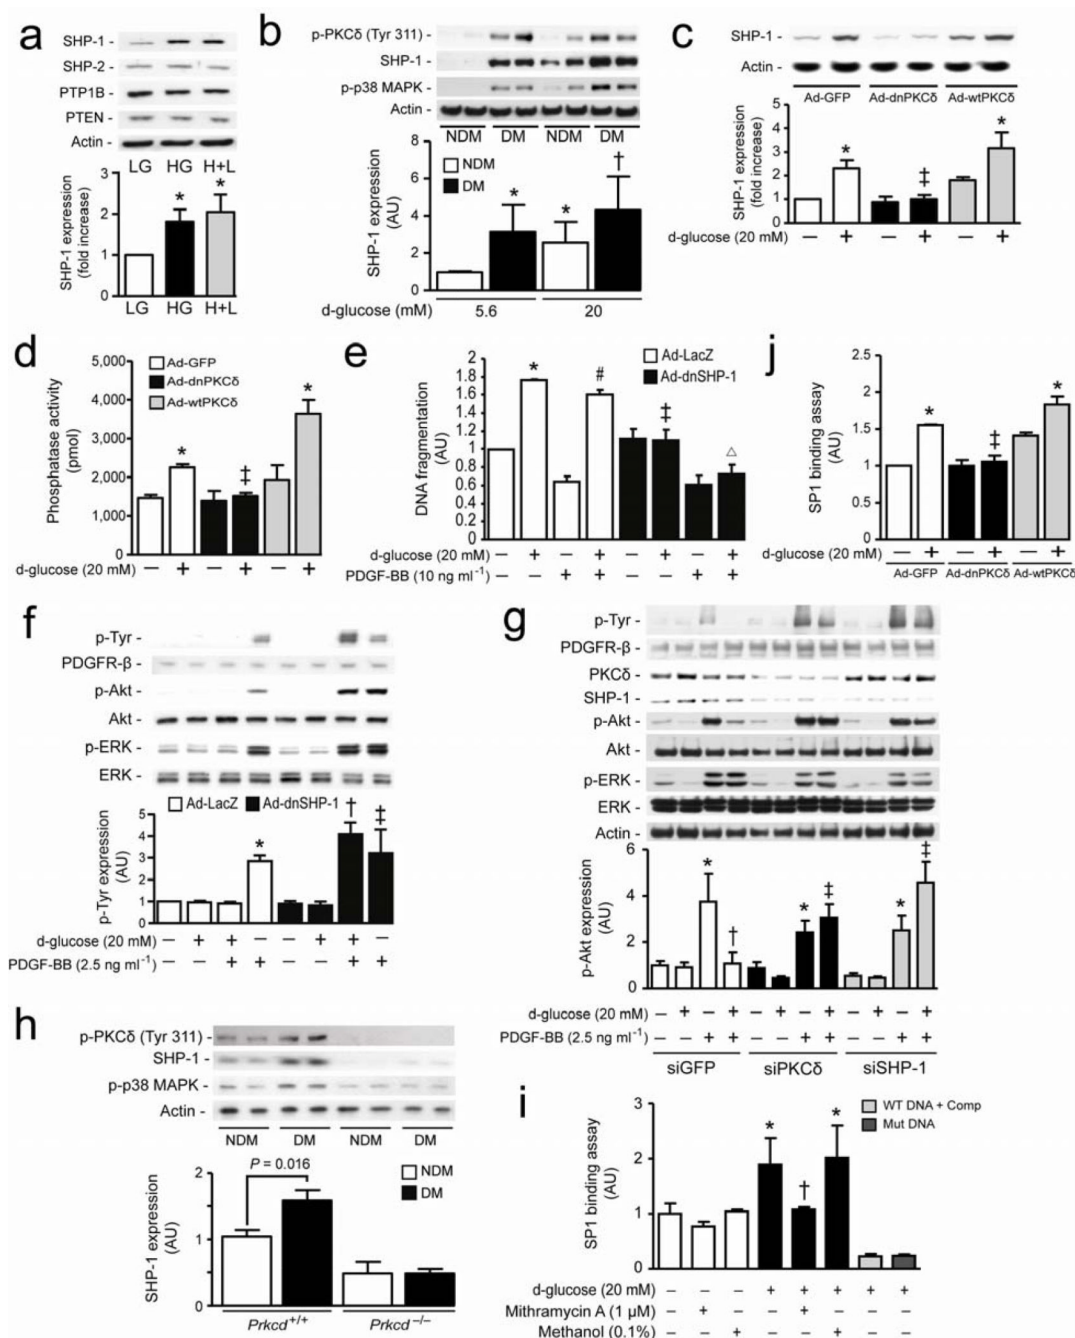 a
SHP-1 -
SHP-2 -
PTP1B -
PTEN -
Actin -
LG HG H+L
SHP-1 expression
(fold increase)
3
2
1
0
* *
LG HG H+L
b
p-PKCδ (Tyr 311) -
SHP-1 -
p-p38 MAPK -
Actin -
NDM DM NDM DM
SHP-1 expression
(AU)
8
6
4
2
0
NDM
DM
* * †
d-glucose (mM) 5.6 20
c
SHP-1 -
Actin -
Ad-GFP Ad-dnPKCδ Ad-wtPKCδ
SHP-1 expression
(fold increase)
5
4
3
2
1
0
* ‡ *
d-glucose (20 mM) – + – + – +
d
Phosphatase activity
(pmol)
5,000
4,000
3,000
2,000
1,000
0
Ad-GFP
Ad-dnPKCδ
Ad-wtPKCδ
* ‡ *
d-glucose (20 mM) – + – + – +
e
DNA fragmentation
(AU)
2
1.8
1.4
1.0
0.6
0.2
0
Ad-LacZ
Ad-dnSHP-1
* # ‡ △
d-glucose (20 mM) – + – + – + – +
PDGF-BB (10 ng ml⁻¹) – – + + – – + +
j
SP1 binding assay
(AU)
2.5
2
1.5
1
0.5
0
* ‡ *
d-glucose (20 mM) – + – + – +
Ad-GFP Ad-dnPKCδ Ad-wtPKCδ
f
p-Tyr -
PDGFR-β -
p-Akt -
Akt -
p-ERK -
ERK -
Ad-LacZ Ad-dnSHP-1
p-Tyr expression
(AU)
5
4
3
2
1
0
* † ‡
d-glucose (20 mM) – + + – – + + –
PDGF-BB (2.5 ng ml⁻¹) – – + + – – + +
g
p-Tyr -
PDGFR-β -
PKCδ -
SHP-1 -
p-Akt -
Akt -
p-ERK -
ERK -
Actin -
p-Akt expression
(AU)
6
4
2
0
* † * ‡ * ‡
d-glucose (20 mM) – + – + – + – + – + – +
PDGF-BB (2.5 ng ml⁻¹) – – + + – – + + – – + +
siGFP siPKCδ siSHP-1
h
p-PKCδ (Tyr 311) -
SHP-1 -
p-p38 MAPK -
Actin -
NDM DM NDM DM
SHP-1 expression
(AU)
2
1
0
P = 0.016
NDM
DM
Prkcd+/+ Prkcd–/–
i
SP1 binding assay
(AU)
3
2
1
0
WT DNA + Comp
Mut DNA
* † *
d-glucose (20 mM) – – – + + + + +
Mithramycin A (1 μM) – + – – + – – –
Methanol (0.1%) – – + – – + – –